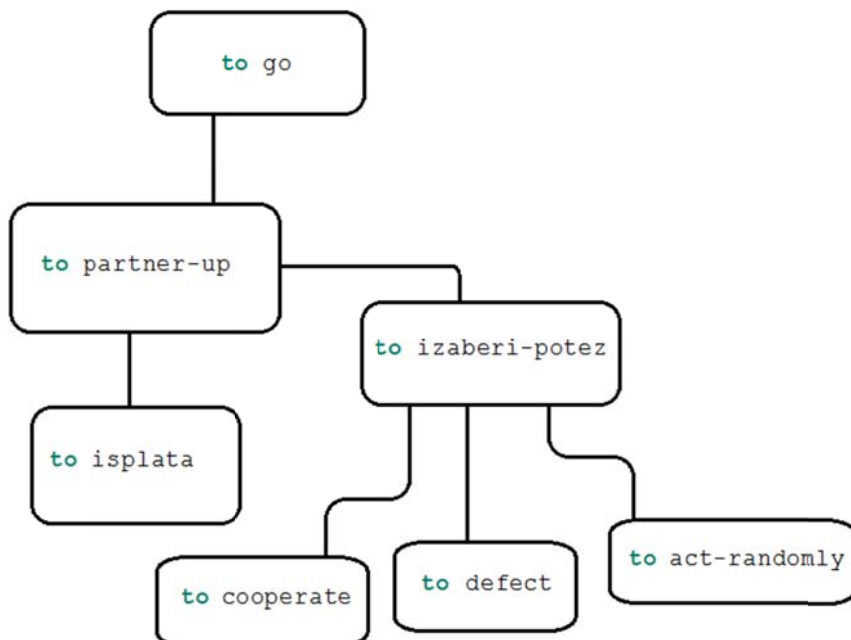 to go
to partner-up
to izaberi-potez
to isplata
to cooperate
to defect
to act-randomly